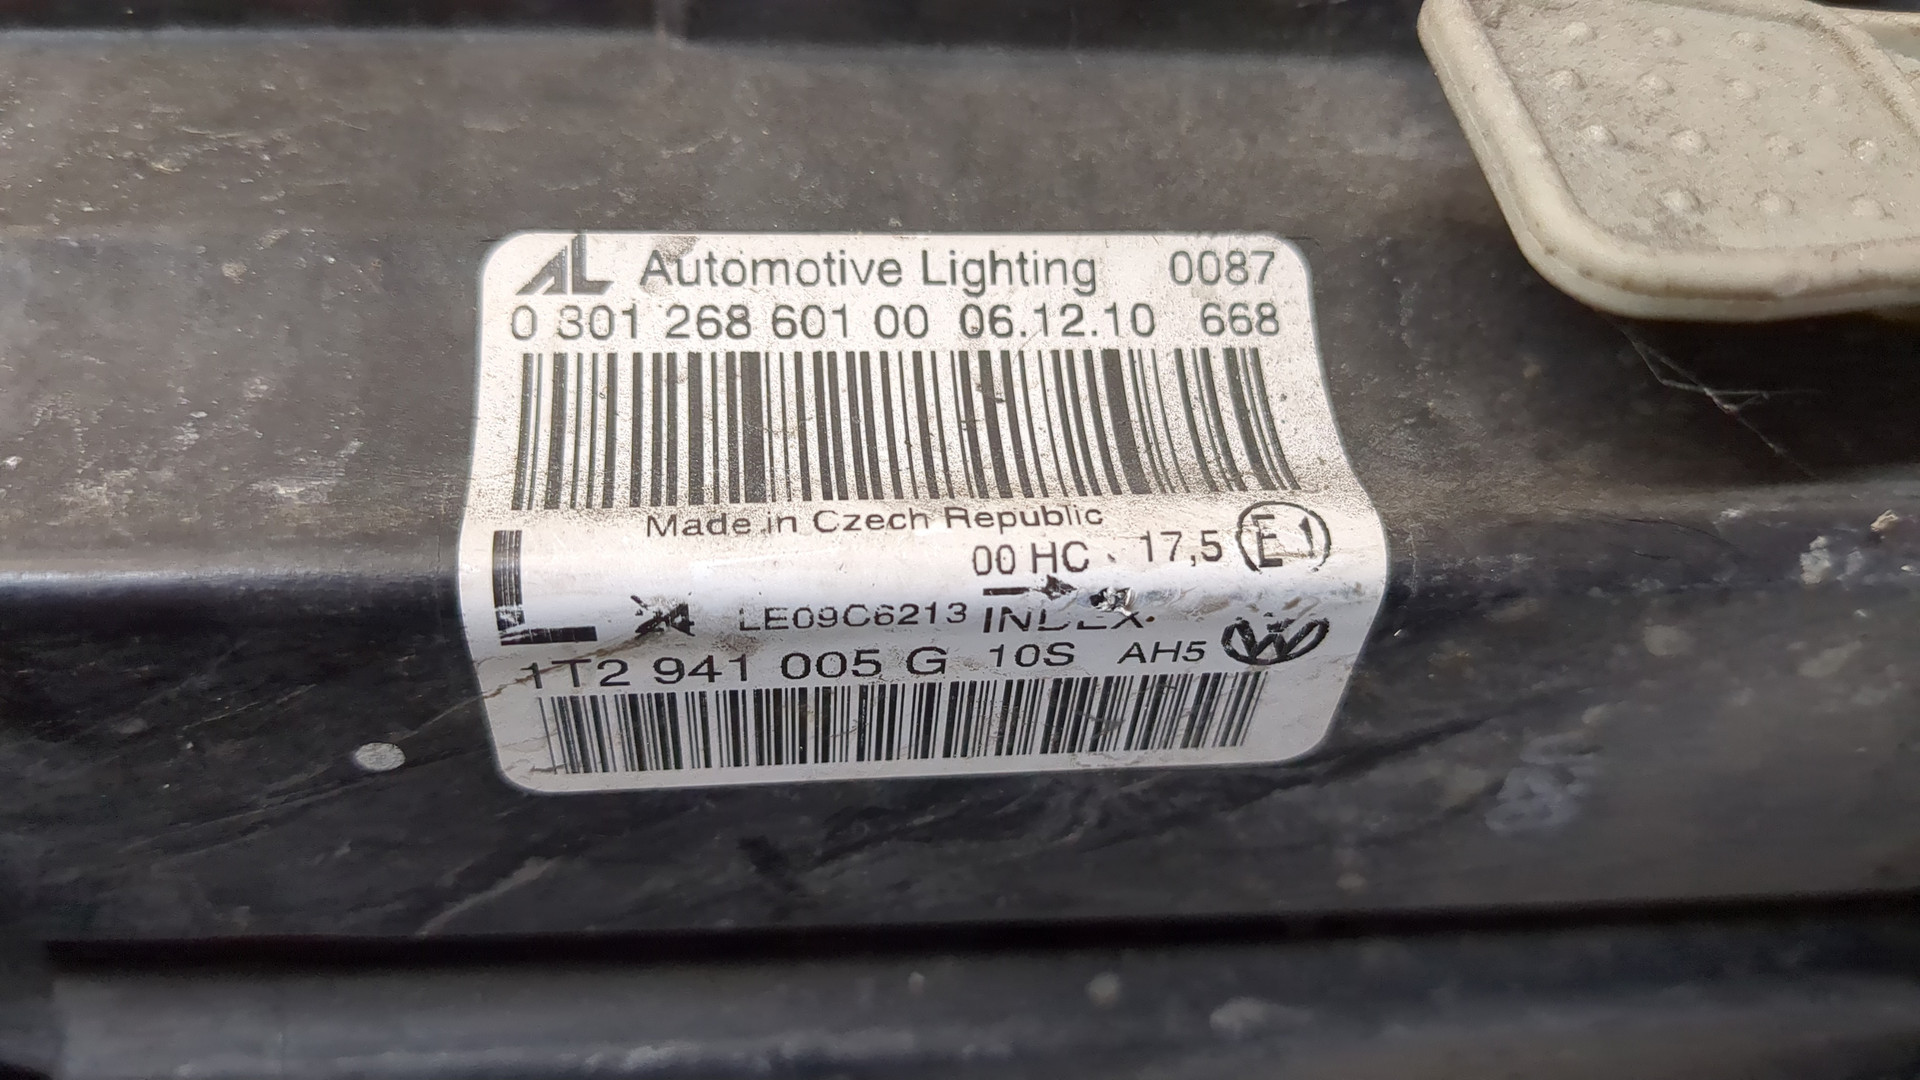 AL Automotive Lighting 0087
0 301 268 601 00 06.12.10 668
Made in Czech Republic
00 HC 17,5 E1
L LE09C6213 INDEX
1T2 941 005 G 10S AH5 VW